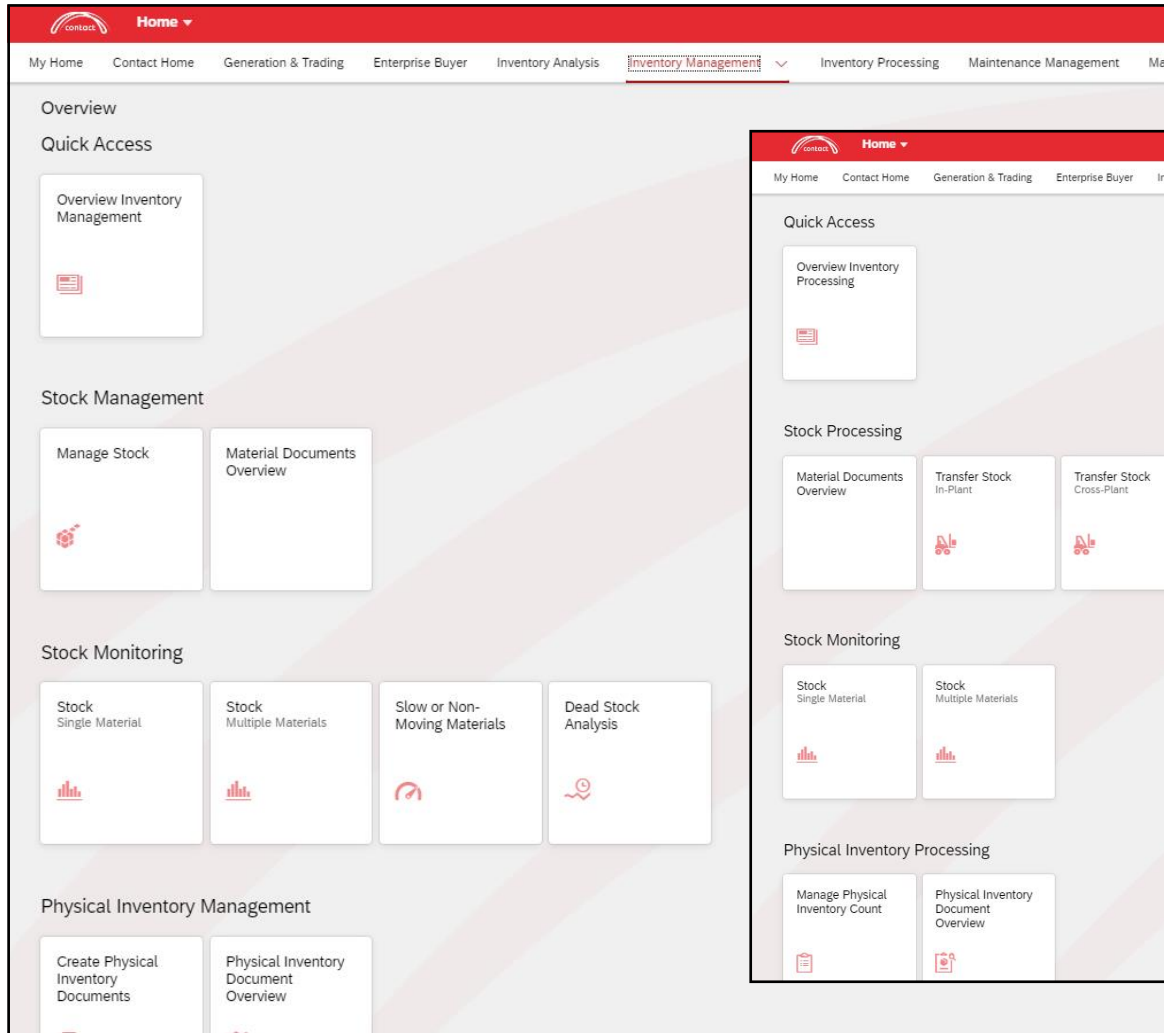 contact Home
My Home Contact Home Generation & Trading Enterprise Buyer Inventory Analysis Inventory Management Inventory Processing Maintenance Management Ma
Overview
Quick Access
Overview Inventory
Management
Stock Management
Manage Stock
Material Documents
Overview
Stock Monitoring
Stock
Single Material
Stock
Multiple Materials
Slow or Non-
Moving Materials
Dead Stock
Analysis
Physical Inventory Management
Create Physical
Inventory
Documents
Physical Inventory
Document
Overview
contact Home
My Home Contact Home Generation & Trading Enterprise Buyer
Quick Access
Overview Inventory
Processing
Stock Processing
Material Documents
Overview
Transfer Stock
In-Plant
Transfer Stock
Cross-Plant
Stock Monitoring
Stock
Single Material
Stock
Multiple Materials
Physical Inventory Processing
Manage Physical
Inventory Count
Physical Inventory
Document
Overview